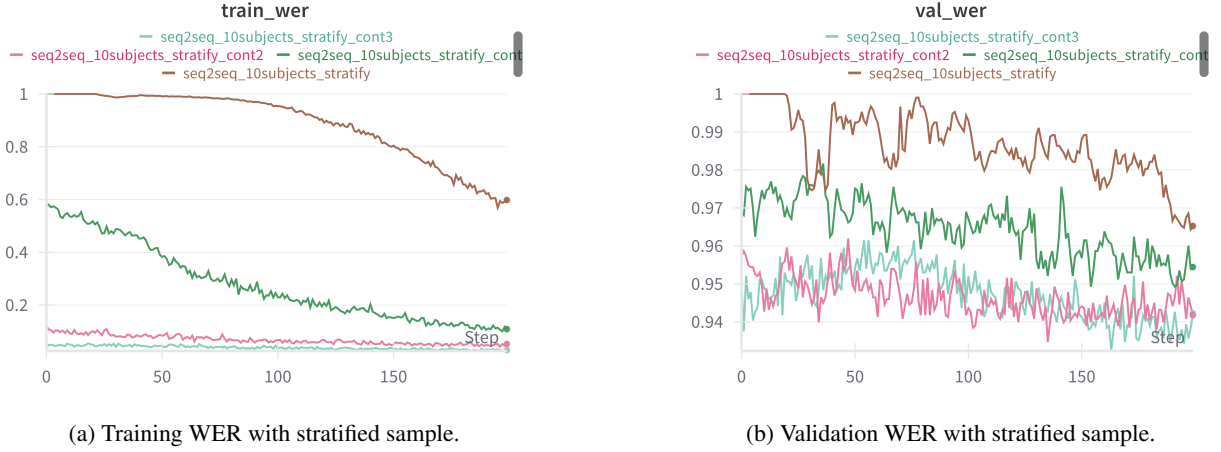 train_wer
seq2seq_10subjects_stratify_cont3
seq2seq_10subjects_stratify_cont2 seq2seq_10subjects_stratify_cont
seq2seq_10subjects_stratify
1
0.8
0.6
0.4
0.2
Step
0 50 100 150
(a) Training WER with stratified sample.
val_wer
seq2seq_10subjects_stratify_cont3
seq2seq_10subjects_stratify_cont2 seq2seq_10subjects_stratify_cont
seq2seq_10subjects_stratify
1
0.99
0.98
0.97
0.96
0.95
0.94
Step
0 50 100 150
(b) Validation WER with stratified sample.